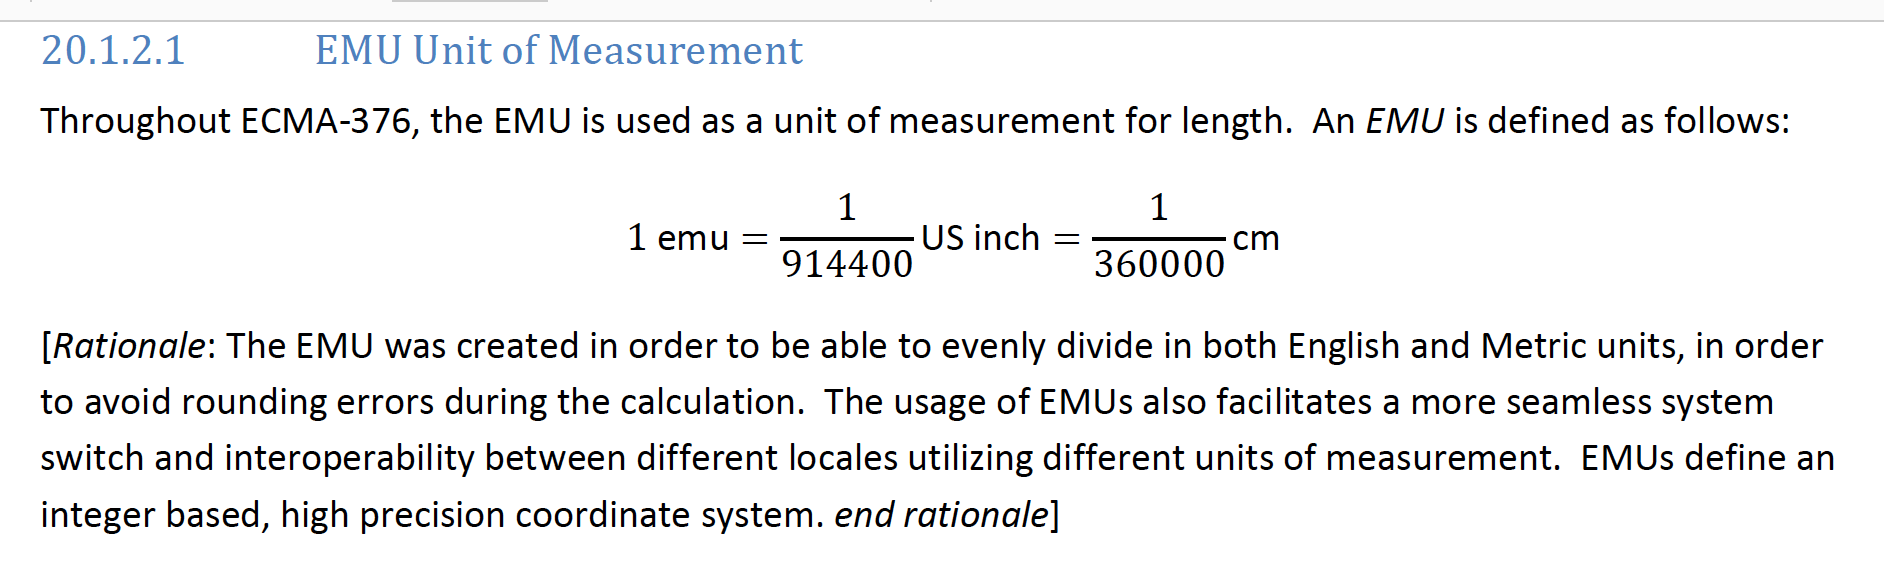 20.1.2.1 EMU Unit of Measurement
Throughout ECMA-376, the EMU is used as a unit of measurement for length. An EMU is defined as follows:
1 emu = 1/914400 US inch = 1/360000 cm
[Rationale: The EMU was created in order to be able to evenly divide in both English and Metric units, in order
to avoid rounding errors during the calculation. The usage of EMUs also facilitates a more seamless system
switch and interoperability between different locales utilizing different units of measurement. EMUs define an
integer based, high precision coordinate system. end rationale]